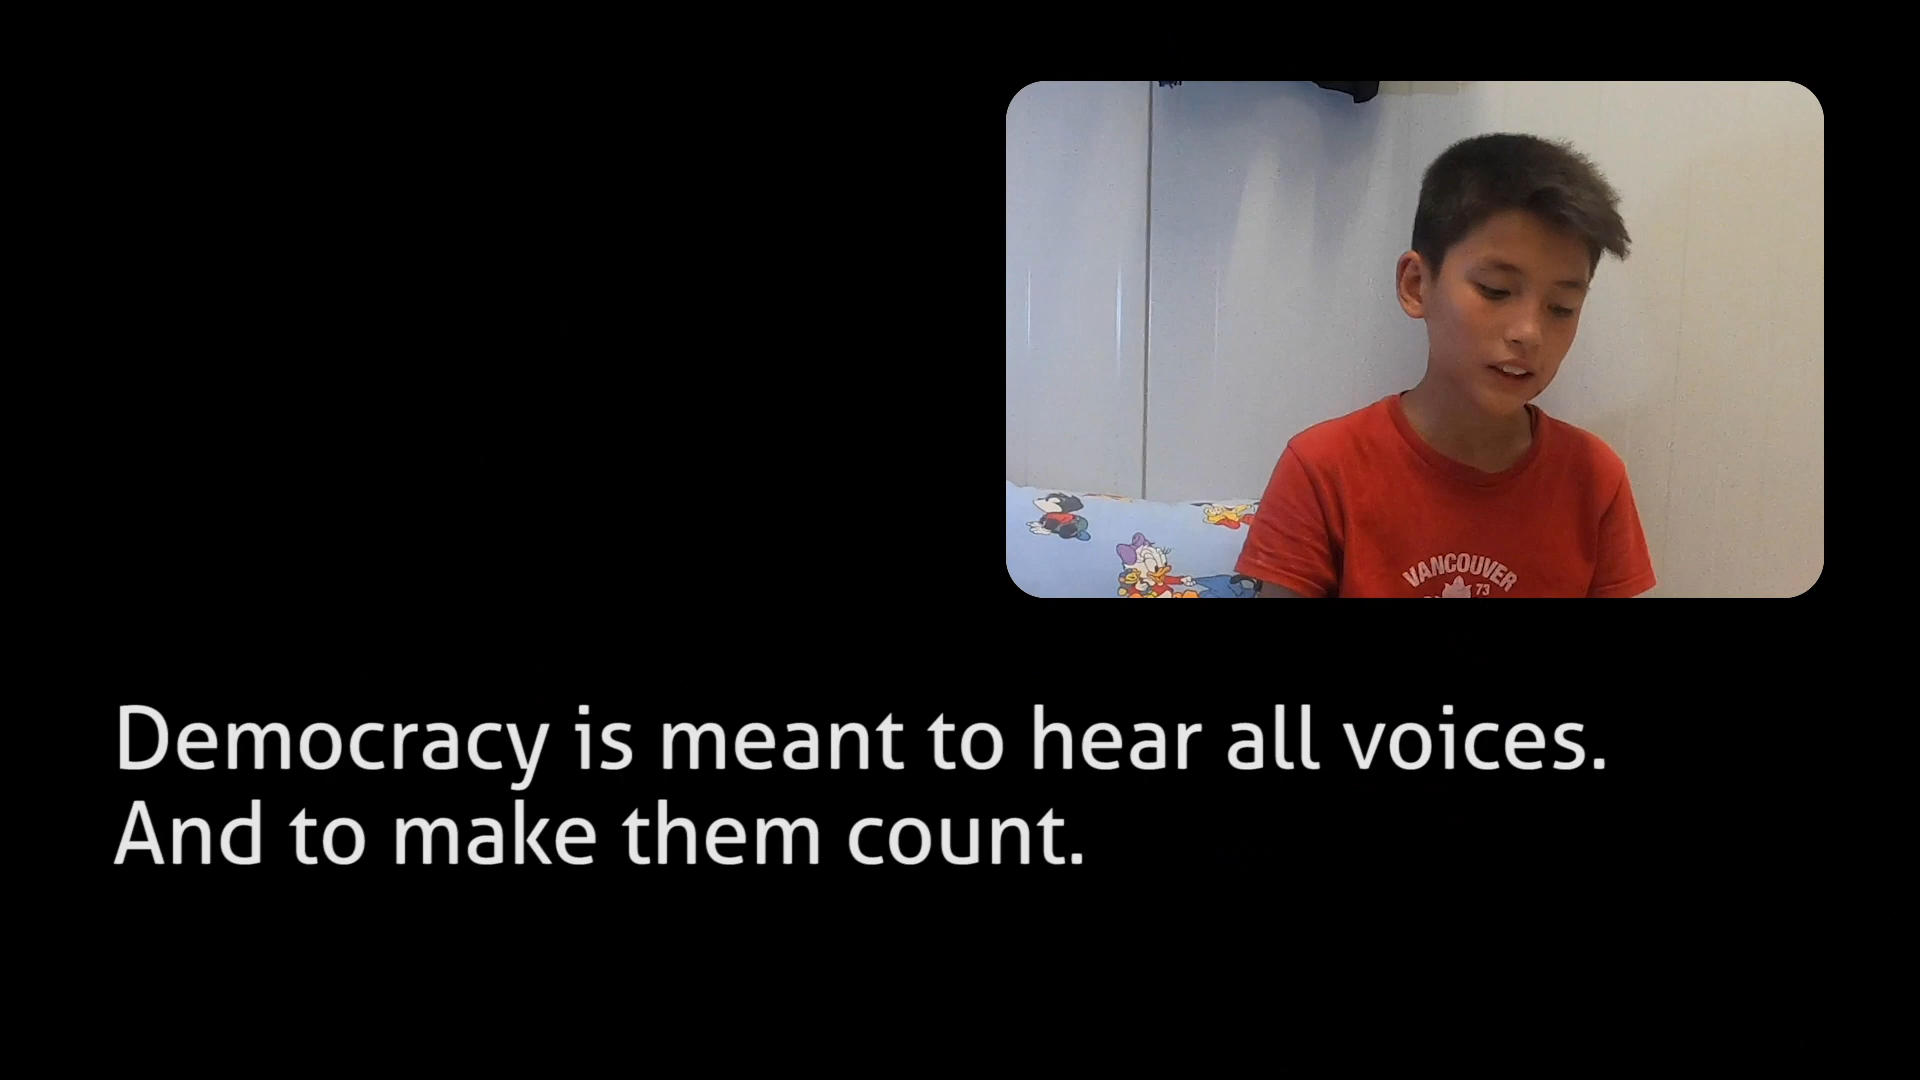 VANCOUVER
73
Democracy is meant to hear all voices.
And to make them count.